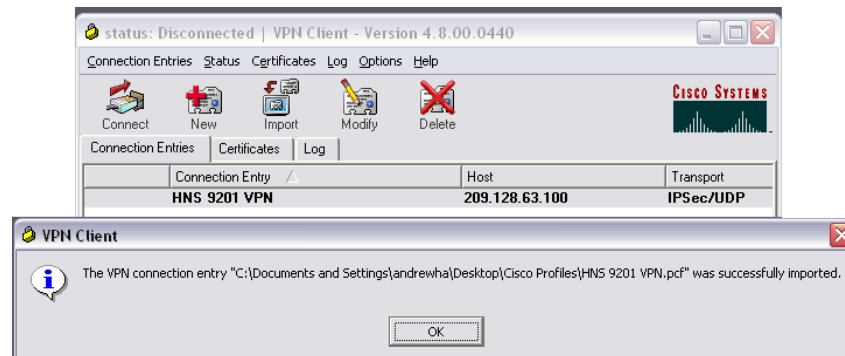 status: Disconnected | VPN Client - Version 4.8.00.0440
Connection Entries Status Certificates Log Options Help
Connect New Import Modify Delete
CISCO SYSTEMS
Connection Entries Certificates Log
Connection Entry Host Transport
HNS 9201 VPN 209.128.63.100 IPSec/UDP
VPN Client
The VPN connection entry "C:\Documents and Settings\andrewha\Desktop\Cisco Profiles\HNS 9201 VPN.pcf" was successfully imported.
OK